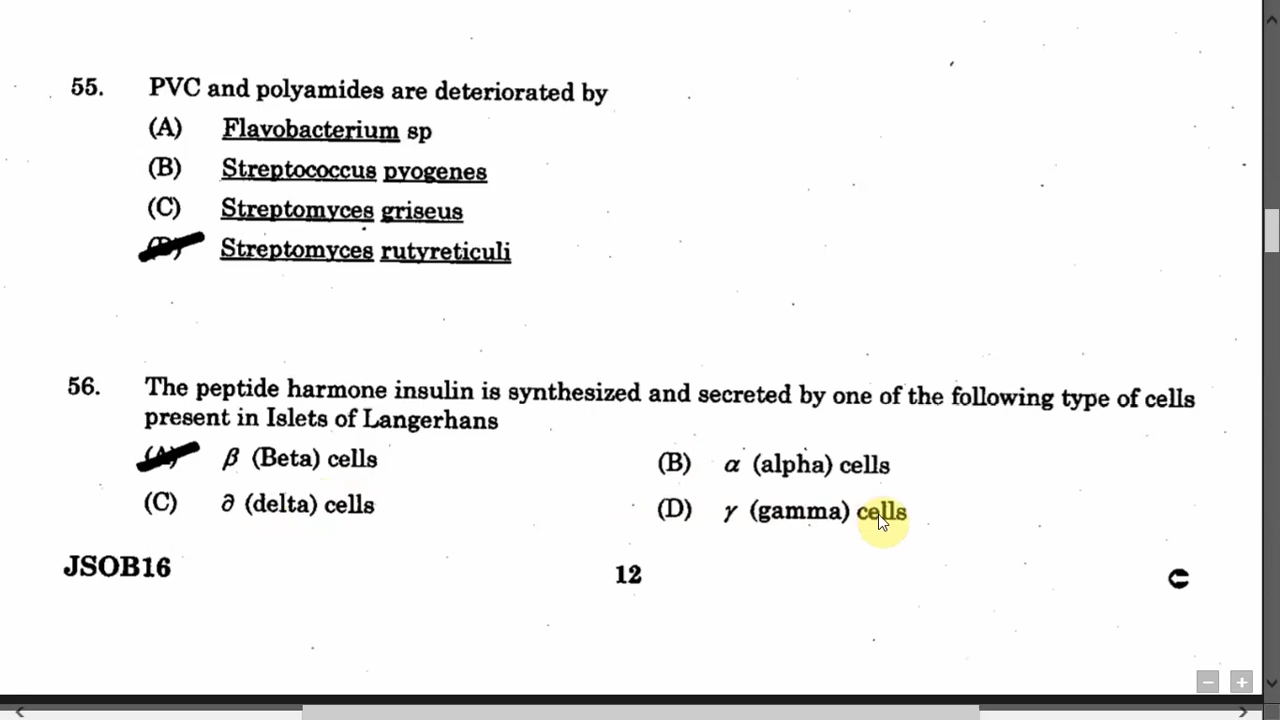 55. PVC and polyamides are deteriorated by
(A) Flavobacterium sp
(B) Streptococcus pyogenes
(C) Streptomyces griseus
(D) Streptomyces rutyreticuli
56. The peptide harmone insulin is synthesized and secreted by one of the following type of cells
present in Islets of Langerhans
(A) β (Beta) cells (B) α (alpha) cells
(C) ∂ (delta) cells (D) γ (gamma) cells
JSOB16 12 C